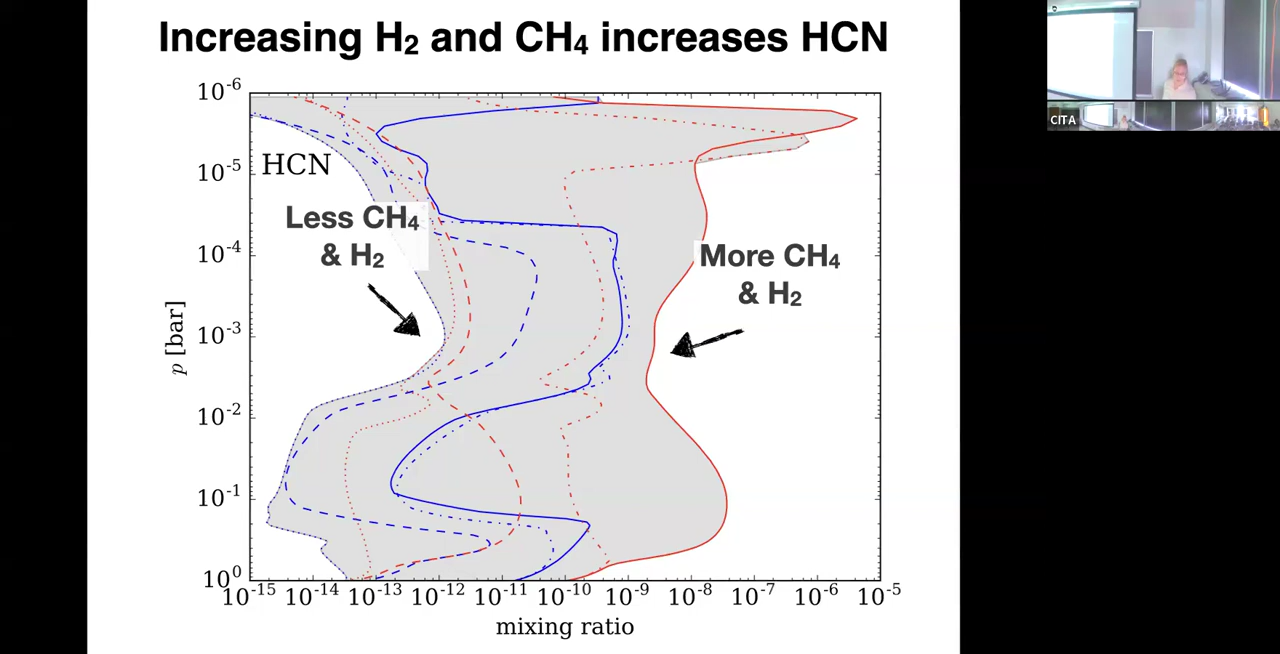 Increasing H₂ and CH₄ increases HCN
HCN
Less CH₄
& H₂
More CH₄
& H₂
p [bar]
10⁻⁶
10⁻⁵
10⁻⁴
10⁻³
10⁻²
10⁻¹
10⁰
10⁻¹⁵ 10⁻¹⁴ 10⁻¹³ 10⁻¹² 10⁻¹¹ 10⁻¹⁰ 10⁻⁹ 10⁻⁸ 10⁻⁷ 10⁻⁶ 10⁻⁵
mixing ratio
CITA